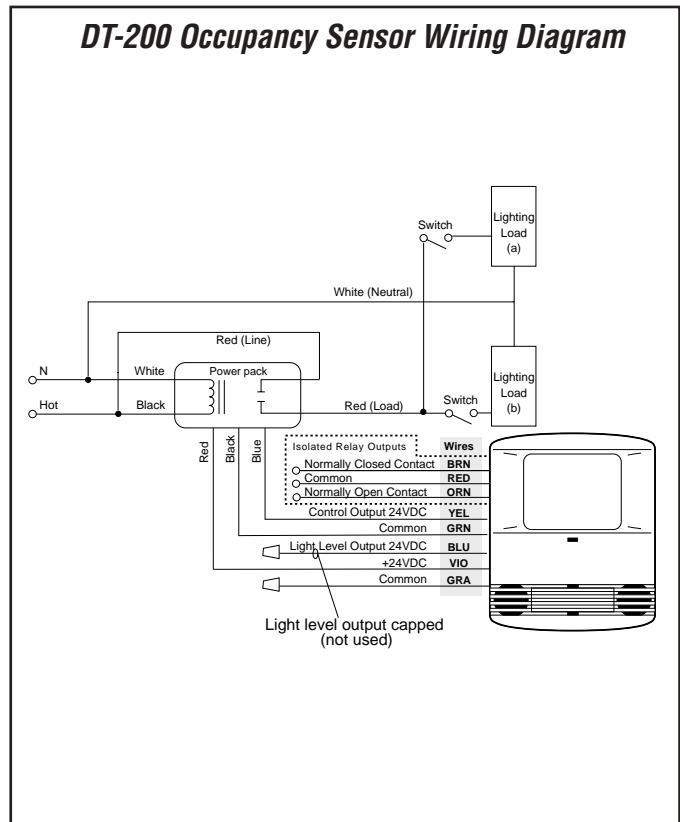 DT-200 Occupancy Sensor Wiring Diagram
Lighting
Load
(a)
Switch
White (Neutral)
Red (Line)
N
White
Power pack
Hot
Black
Red (Load)
Switch
Lighting
Load
(b)
Red
Black
Blue
Isolated Relay Outputs
Wires
Normally Closed Contact BRN
Common RED
Normally Open Contact ORN
Control Output 24VDC YEL
Common GRN
Light Level Output 24VDC BLU
+24VDC VIO
Common GRA
Light level output capped
(not used)